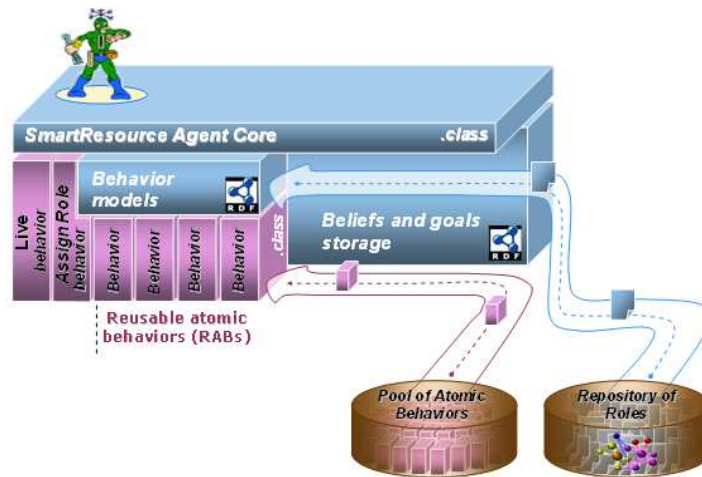 SmartResource Agent Core
.class
Live
behavior
Assign Role
behavior
Behavior
models
RDF
Behavior
Behavior
Behavior
Behavior
.class
Beliefs and goals
storage
RDF
Reusable atomic
behaviors (RABs)
Pool of Atomic
Behaviors
Repository of
Roles